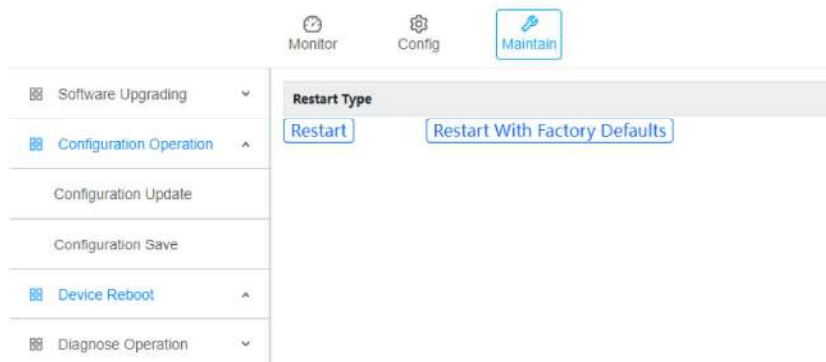 Monitor Config Maintain
Software Upgrading
Configuration Operation
Configuration Update
Configuration Save
Device Reboot
Diagnose Operation
Restart Type
Restart Restart With Factory Defaults